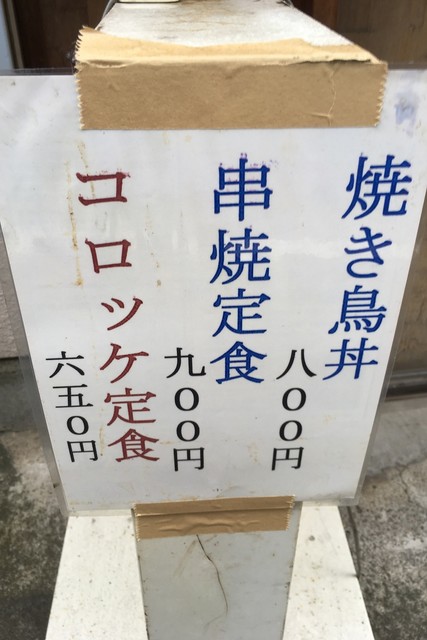 焼き鳥丼
八〇〇円
串焼定食
九〇〇円
コロッケ定食
六五〇円